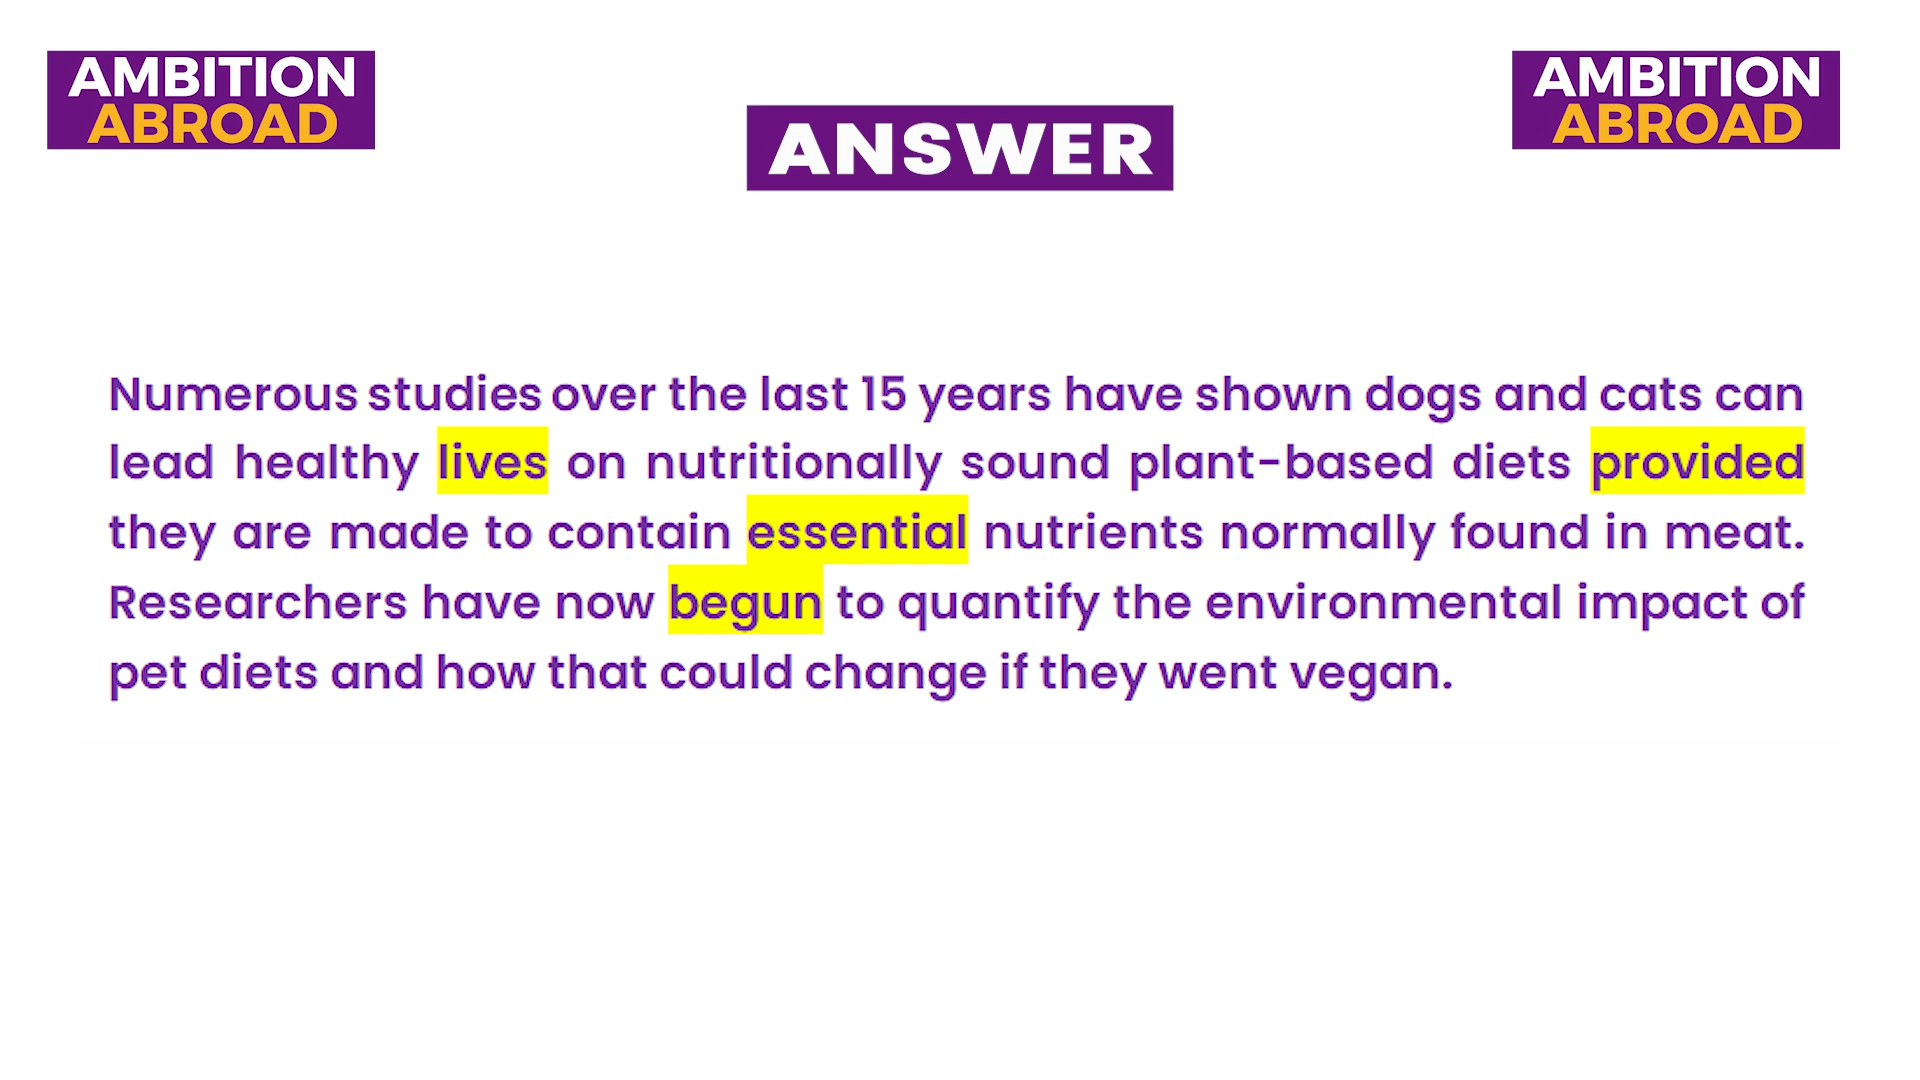 AMBITION
ABROAD
AMBITION
ABROAD
ANSWER
Numerous studies over the last 15 years have shown dogs and cats can
lead healthy lives on nutritionally sound plant-based diets provided
they are made to contain essential nutrients normally found in meat.
Researchers have now begun to quantify the environmental impact of
pet diets and how that could change if they went vegan.